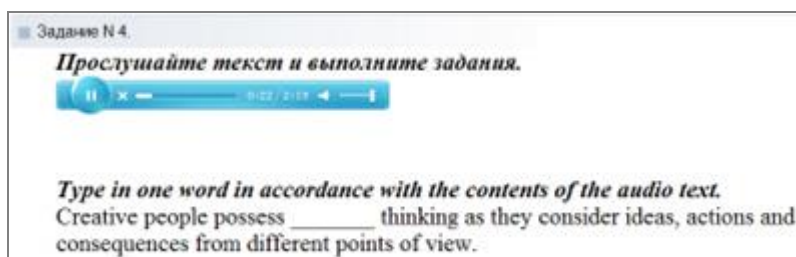 Задание N 4.
Прослушайте текст и выполните задания.
Type in one word in accordance with the contents of the audio text.
Creative people possess _______ thinking as they consider ideas, actions and
consequences from different points of view.